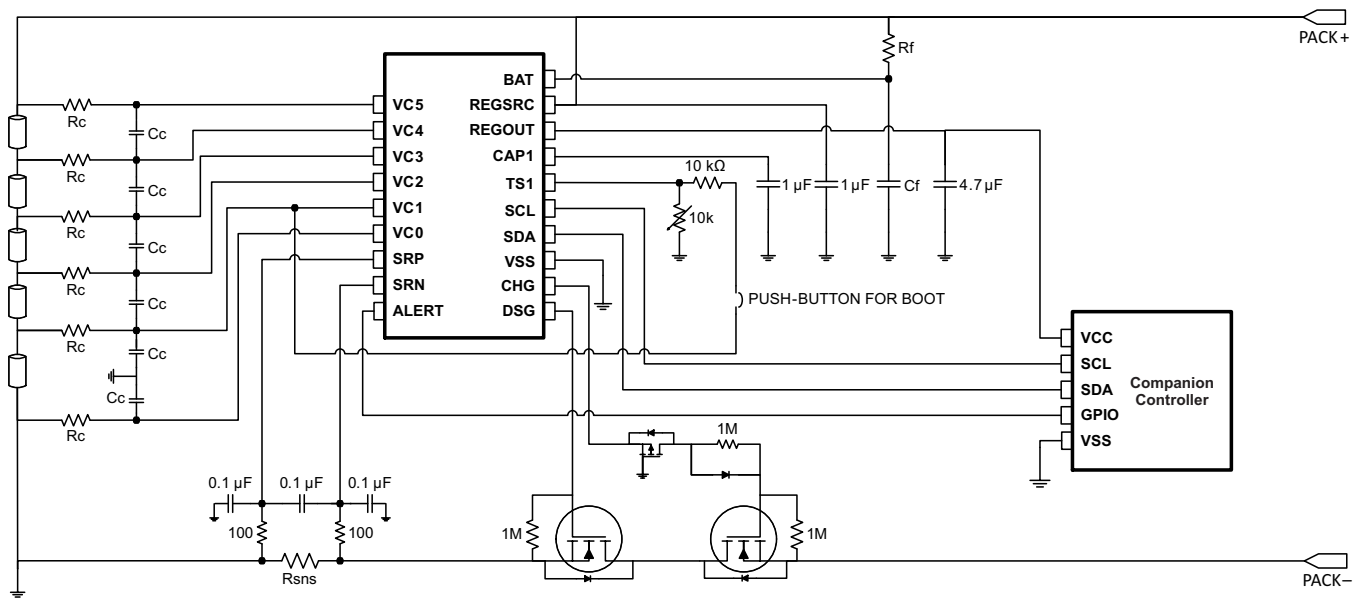 PACK+
Rf
BAT
REGSRC
REGOUT
CAP1
TS1
SCL
SDA
VSS
CHG
DSG
VC5
VC4
VC3
VC2
VC1
VC0
SRP
SRN
ALERT
Rc
Rc
Rc
Rc
Rc
Rc
Cc
Cc
Cc
Cc
Cc
Cc
10 kΩ
10k
1 µF
1 µF
Cf
4.7 µF
PUSH-BUTTON FOR BOOT
VCC
SCL
SDA
GPIO
VSS
Companion
Controller
1M
0.1 µF
0.1 µF
0.1 µF
100
100
1M
1M
Rsns
PACK–